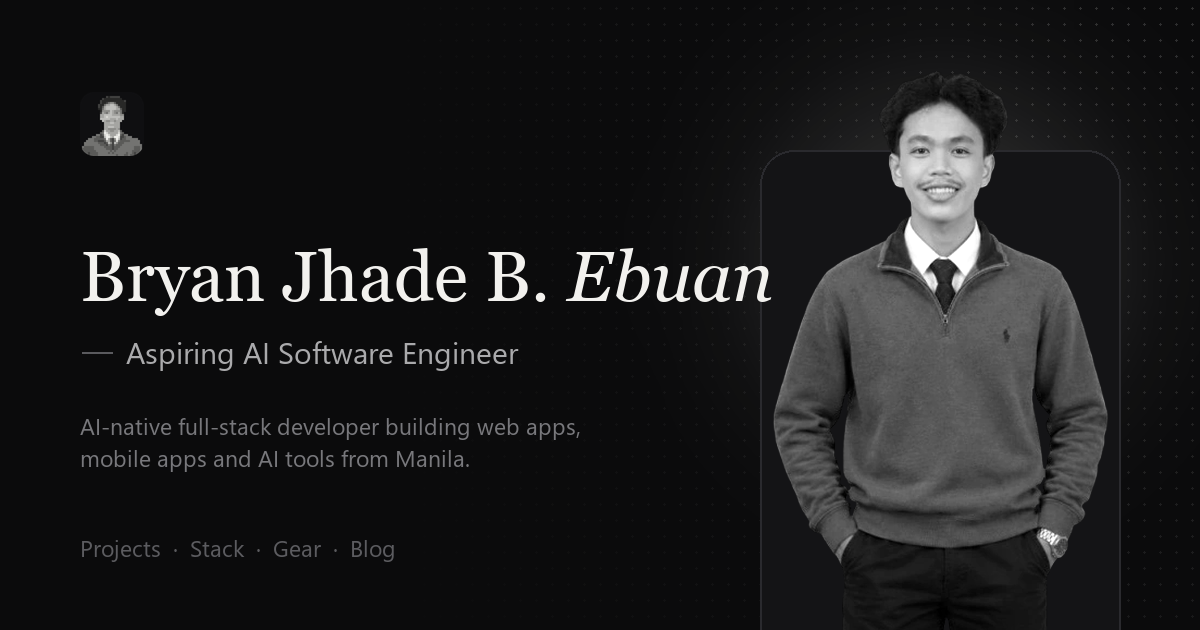 Bryan Jhade B. Ebuan
— Aspiring AI Software Engineer
AI-native full-stack developer building web apps,
mobile apps and AI tools from Manila.
Projects · Stack · Gear · Blog